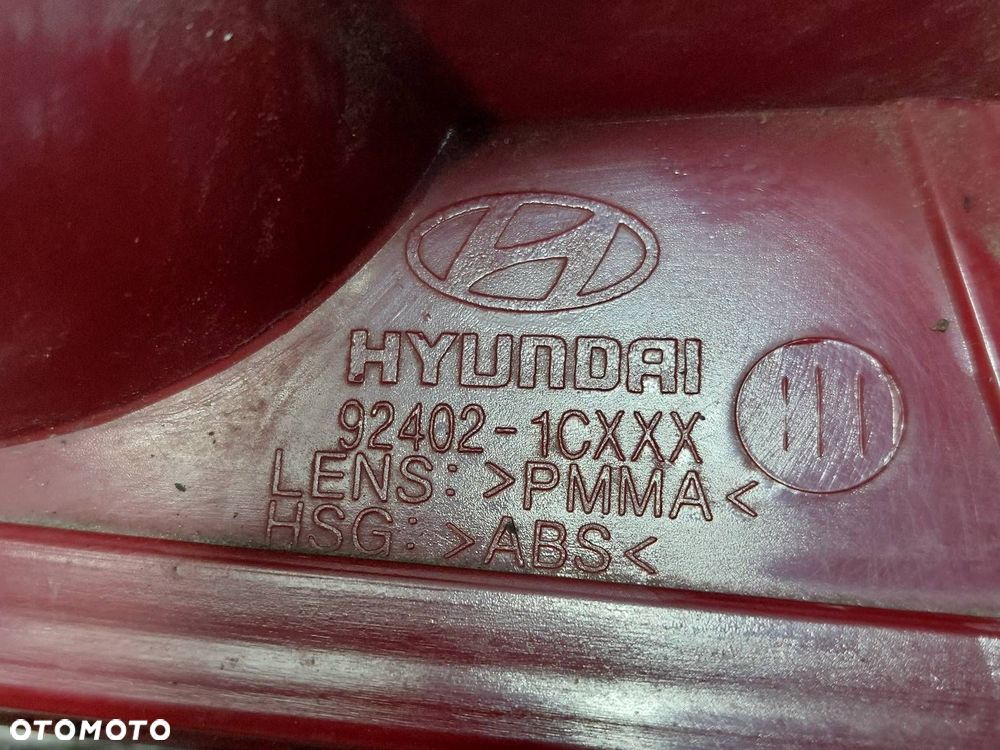 HYUNDAI
92402-1CXXX
LENS: >PMMA<
HSG: >ABS<
OTOMOTO